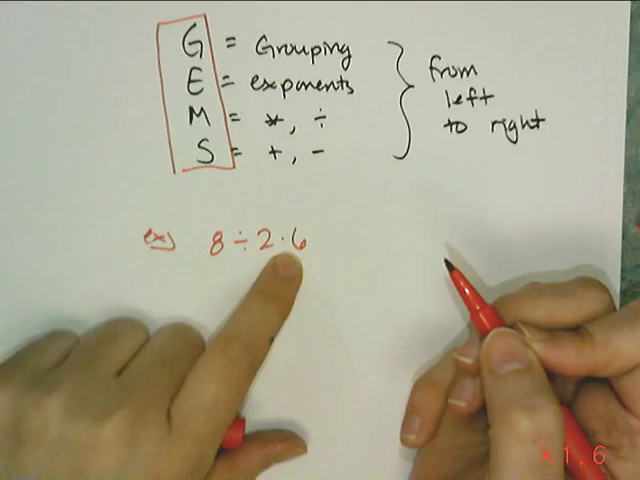 G = Grouping
E = exponents
M = *, ÷
S = +, -
from
left
to right
ex) 8 ÷ 2 · 6
×1.6